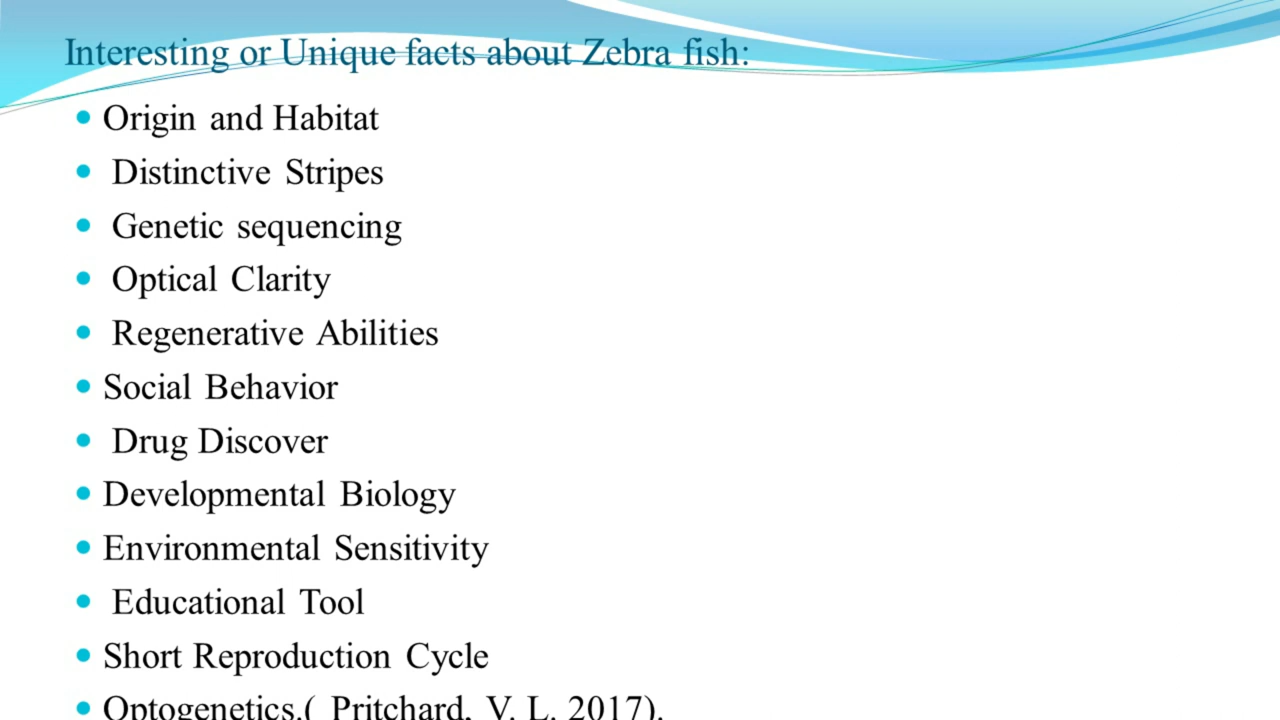 Interesting or Unique facts about Zebra fish:
Origin and Habitat
Distinctive Stripes
Genetic sequencing
Optical Clarity
Regenerative Abilities
Social Behavior
Drug Discover
Developmental Biology
Environmental Sensitivity
Educational Tool
Short Reproduction Cycle
Optogenetics.( Pritchard, V. L. 2017).